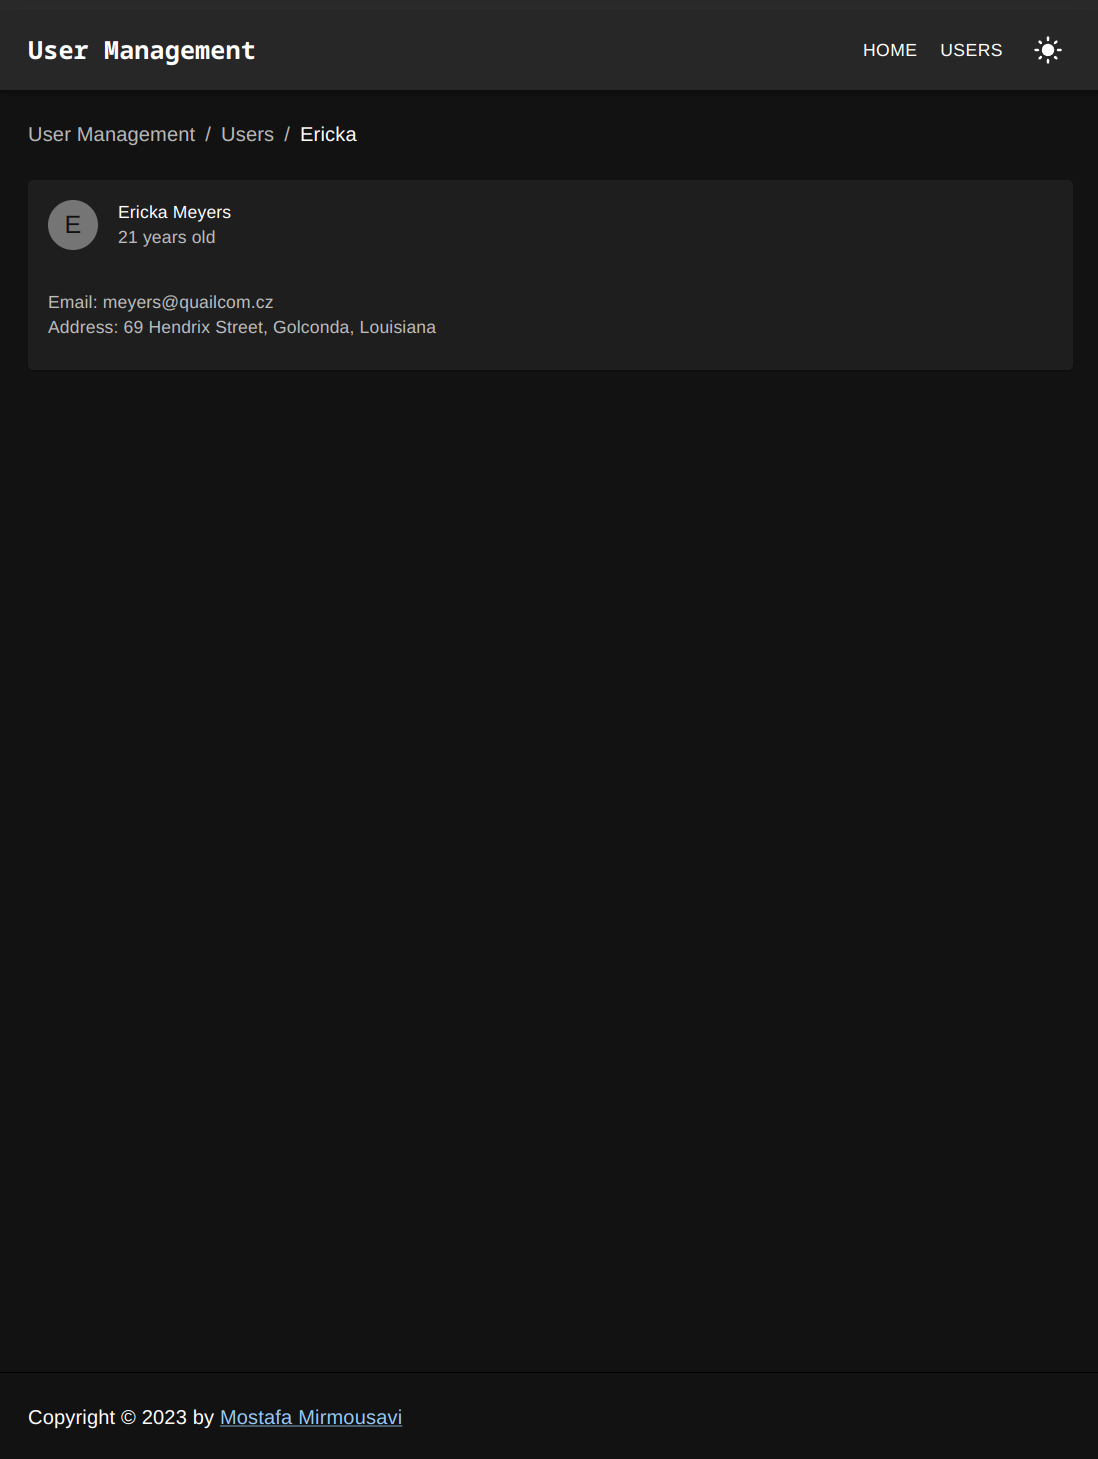 User Management
HOME USERS
User Management / Users / Ericka
E
Ericka Meyers
21 years old
Email: meyers@quailcom.cz
Address: 69 Hendrix Street, Golconda, Louisiana
Copyright © 2023 by Mostafa Mirmousavi